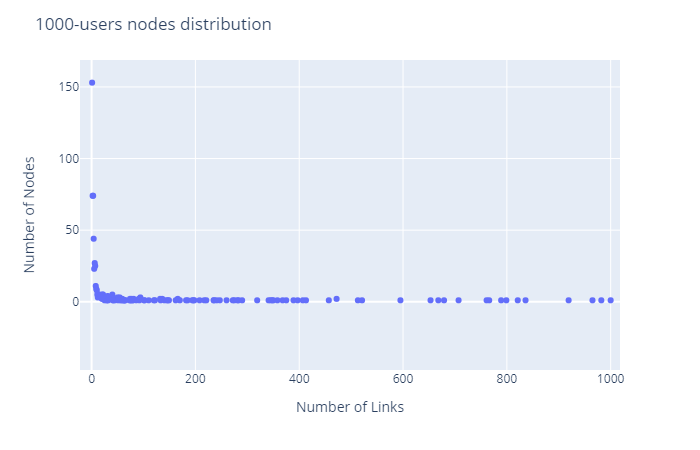 1000-users nodes distribution
150
100
50
0
Number of Nodes
0 200 400 600 800 1000
Number of Links